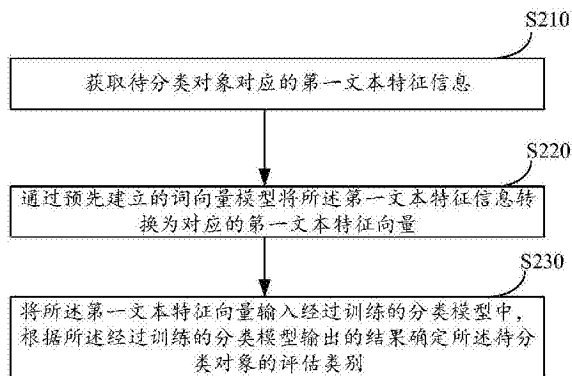 S210
获取待分类对象对应的第一文本特征信息
S220
通过预先建立的词向量模型将所述第一文本特征信息转
换为对应的第一文本特征向量
S230
将所述第一文本特征向量输入经过训练的分类模型中，
根据所述经过训练的分类模型输出的结果确定所述待分
类对象的评估类别